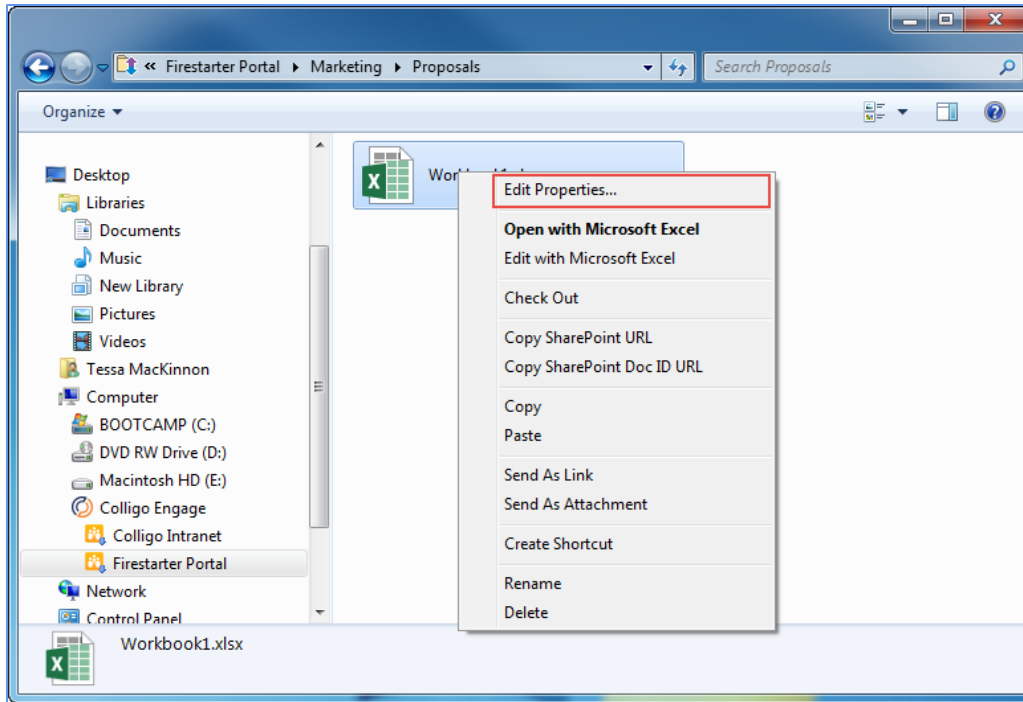 « Firestarter Portal Marketing Proposals
Search Proposals
Organize
Desktop
Libraries
Documents
Music
New Library
Pictures
Videos
Tessa MacKinnon
Computer
BOOTCAMP (C:)
DVD RW Drive (D:)
Macintosh HD (E:)
Colligo Engage
Colligo Intranet
Firestarter Portal
Network
Control Panel
Edit Properties...
Open with Microsoft Excel
Edit with Microsoft Excel
Check Out
Copy SharePoint URL
Copy SharePoint Doc ID URL
Copy
Paste
Send As Link
Send As Attachment
Create Shortcut
Rename
Delete
Workbook1.xlsx